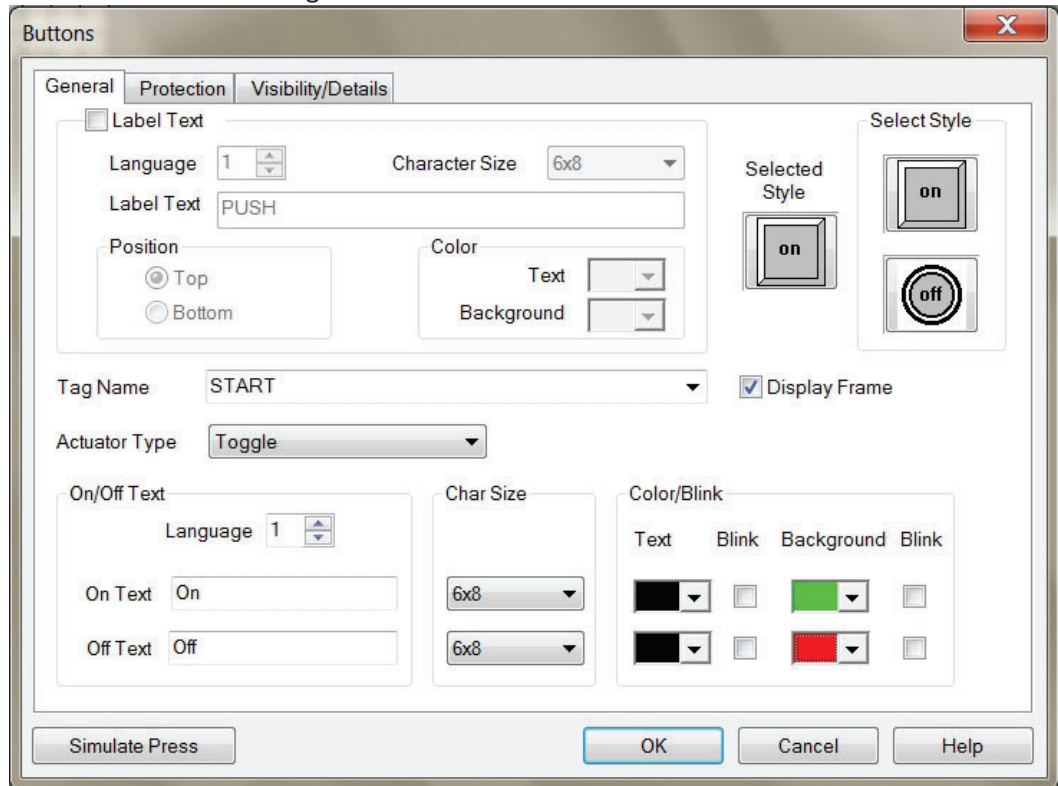 Buttons
X
General Protection Visibility/Details
Label Text
Select Style
Language 1 Character Size 6x8
Selected Style
on
Label Text PUSH
on
Position Color
Top Text
off
Bottom Background
Tag Name START Display Frame
Actuator Type Toggle
On/Off Text Char Size Color/Blink
Language 1
Text Blink Background Blink
On Text On 6x8
Off Text Off 6x8
Simulate Press OK Cancel Help